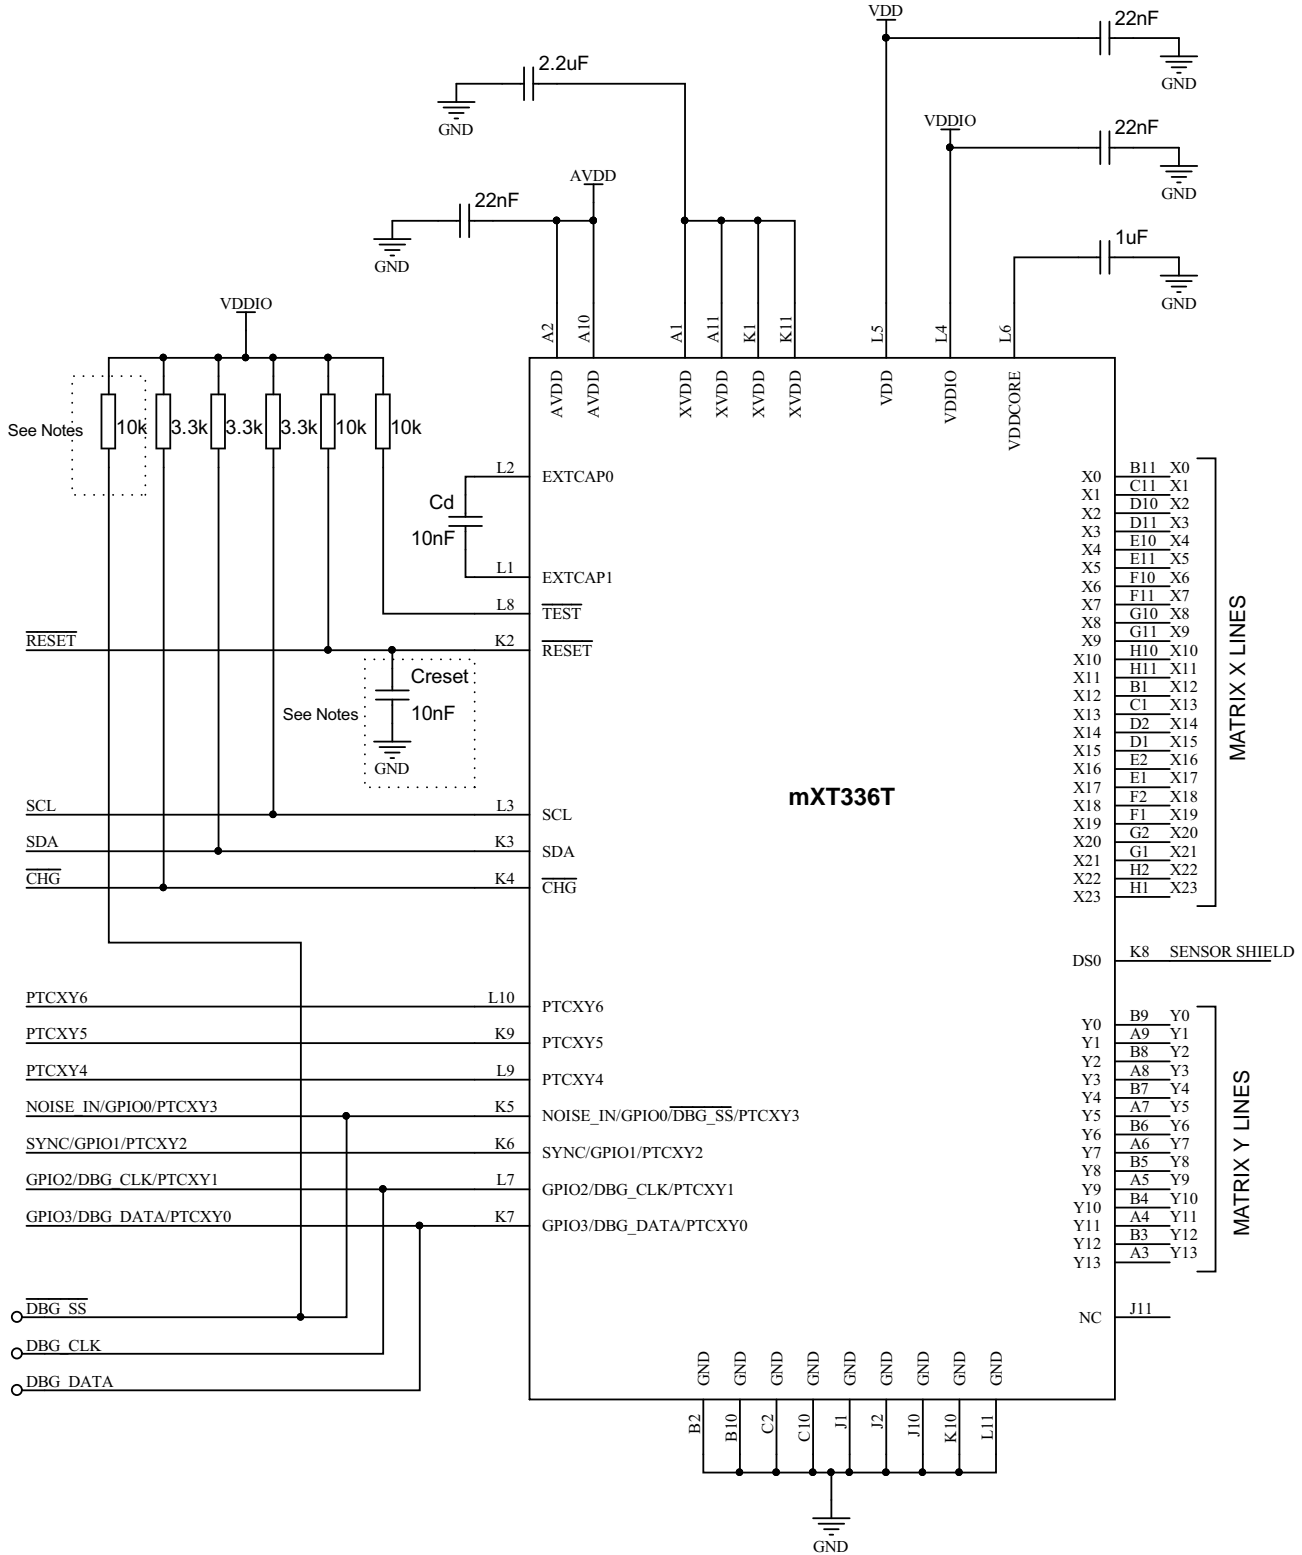 VDD
22nF
GND
2.2uF
GND
VDDIO
22nF
GND
AVDD
22nF
GND
1uF
GND
VDDIO
A2
A10
A1
A11
K1
K11
L5
L4
L6
AVDD
AVDD
XVDD
XVDD
XVDD
XVDD
VDD
VDDIO
VDDCORE
See Notes
10k
3.3k
3.3k
3.3k
10k
10k
L2 EXTCAP0
Cd
10nF
L1 EXTCAP1
L8 TEST
RESET K2 RESET
Creset
See Notes
10nF
GND
SCL L3 SCL
SDA K3 SDA
CHG K4 CHG
PTCXY6 L10 PTCXY6
PTCXY5 K9 PTCXY5
PTCXY4 L9 PTCXY4
NOISE_IN/GPIO0/PTCXY3 K5 NOISE_IN/GPIO0/DBG_SS/PTCXY3
SYNC/GPIO1/PTCXY2 K6 SYNC/GPIO1/PTCXY2
GPIO2/DBG_CLK/PTCXY1 L7 GPIO2/DBG_CLK/PTCXY1
GPIO3/DBG_DATA/PTCXY0 K7 GPIO3/DBG_DATA/PTCXY0
DBG_SS
DBG_CLK
DBG_DATA
mXT336T
X0 B11 X0
X1 C11 X1
X2 D10 X2
X3 D11 X3
X4 E10 X4
X5 E11 X5
X6 F10 X6
X7 F11 X7
X8 G10 X8
X9 G11 X9
X10 H10 X10
X11 H11 X11
X12 B1 X12
X13 C1 X13
X14 D2 X14
X15 D1 X15
X16 E2 X16
X17 E1 X17
X18 F2 X18
X19 F1 X19
X20 G2 X20
X21 G1 X21
X22 H2 X22
X23 H1 X23
MATRIX X LINES
DS0 K8 SENSOR SHIELD
Y0 B9 Y0
Y1 A9 Y1
Y2 B8 Y2
Y3 A8 Y3
Y4 B7 Y4
Y5 A7 Y5
Y6 B6 Y6
Y7 A6 Y7
Y8 B5 Y8
Y9 A5 Y9
Y10 B4 Y10
Y11 A4 Y11
Y12 B3 Y12
Y13 A3 Y13
MATRIX Y LINES
NC J11
GND
GND
GND
GND
GND
GND
GND
GND
GND
B2
B10
C2
C10
J1
J2
J10
K10
L11
GND